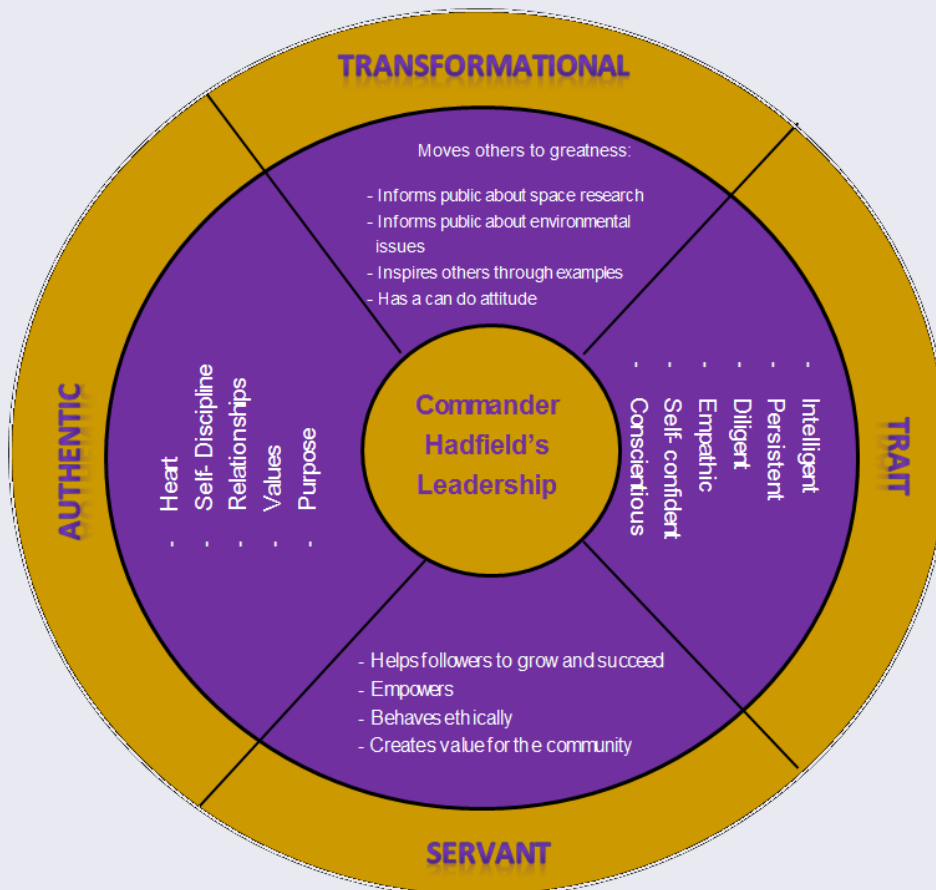 TRANSFORMATIONAL
Moves others to greatness:
- Informs public about space research
- Informs public about environmental
issues
- Inspires others through examples
- Has a can do attitude
AUTHENTIC
- Heart
- Self- Discipline
- Relationships
- Values
- Purpose
Commander
Hadfield's
Leadership
- Intelligent
- Persistent
- Diligent
- Empathic
- Self- confident
- Conscientious
TRAIT
- Helps followers to grow and succeed
- Empowers
- Behaves ethically
- Creates value for the community
SERVANT